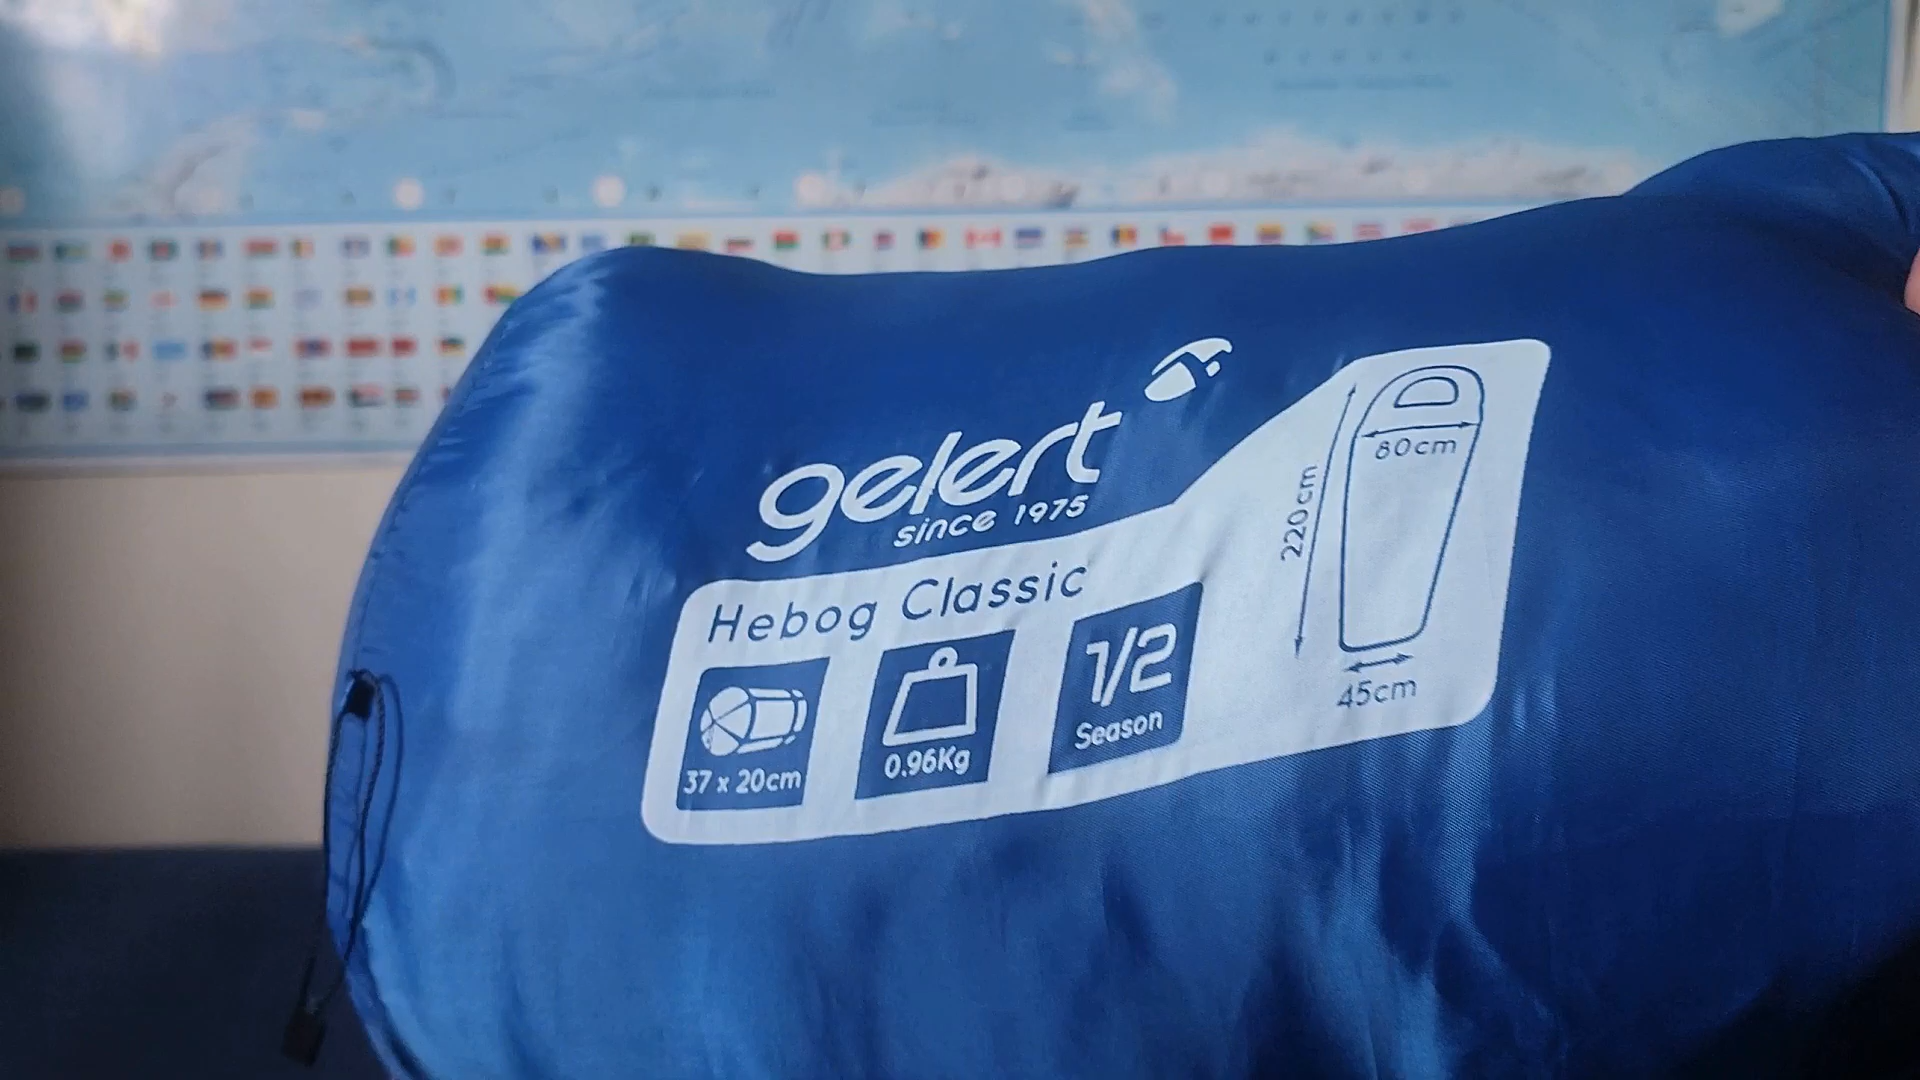 gelert
since 1975
Hebog Classic
37 x 20cm
0.96Kg
1/2
Season
220cm
80cm
45cm